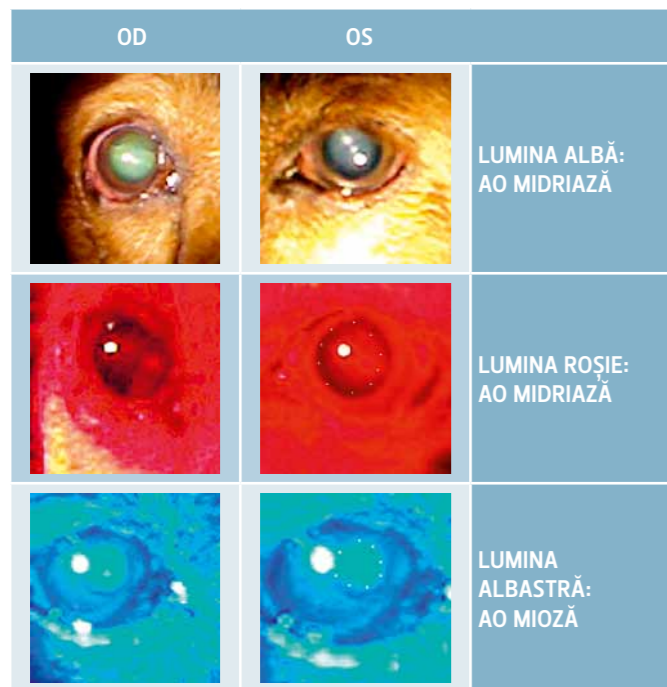 OD OS
LUMINA ALBĂ:
AO MIDRIAZĂ
LUMINA ROȘIE:
AO MIDRIAZĂ
LUMINA
ALBASTRĂ:
AO MIOZĂ